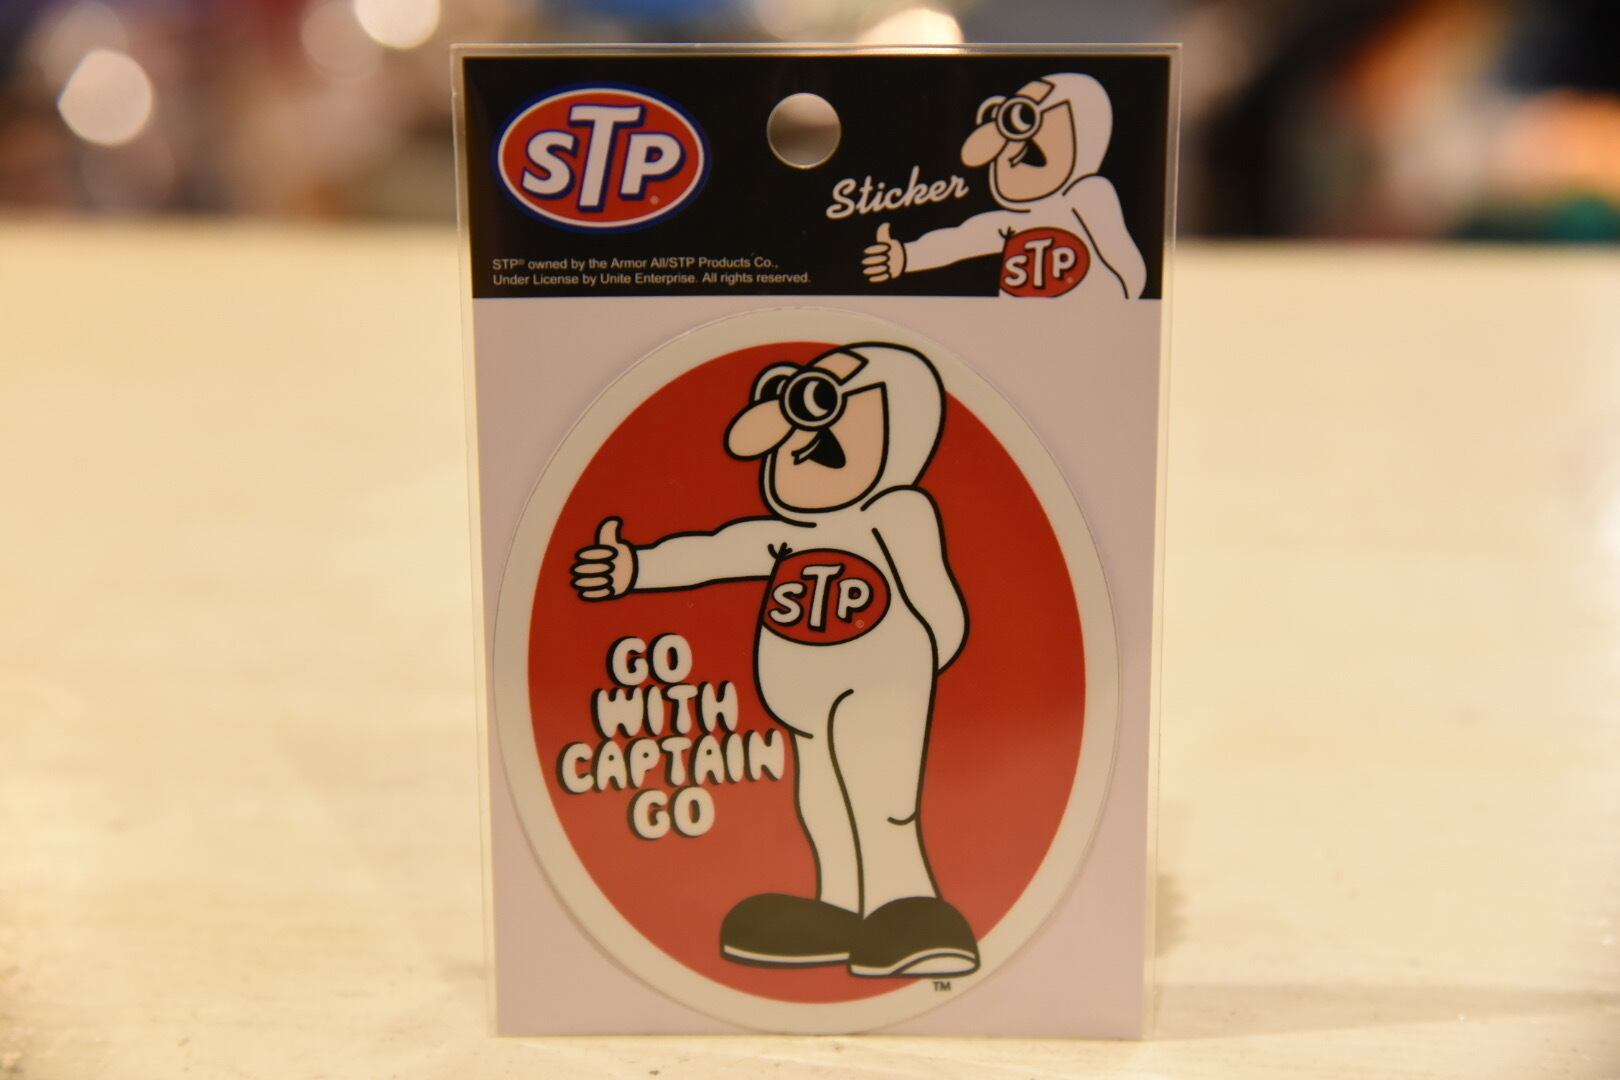 STP®
Sticker
STP® owned by the Armor All/STP Products Co.,
Under License by Unite Enterprise. All rights reserved.
STP®
STP®
GO
WITH
CAPTAIN
GO
TM